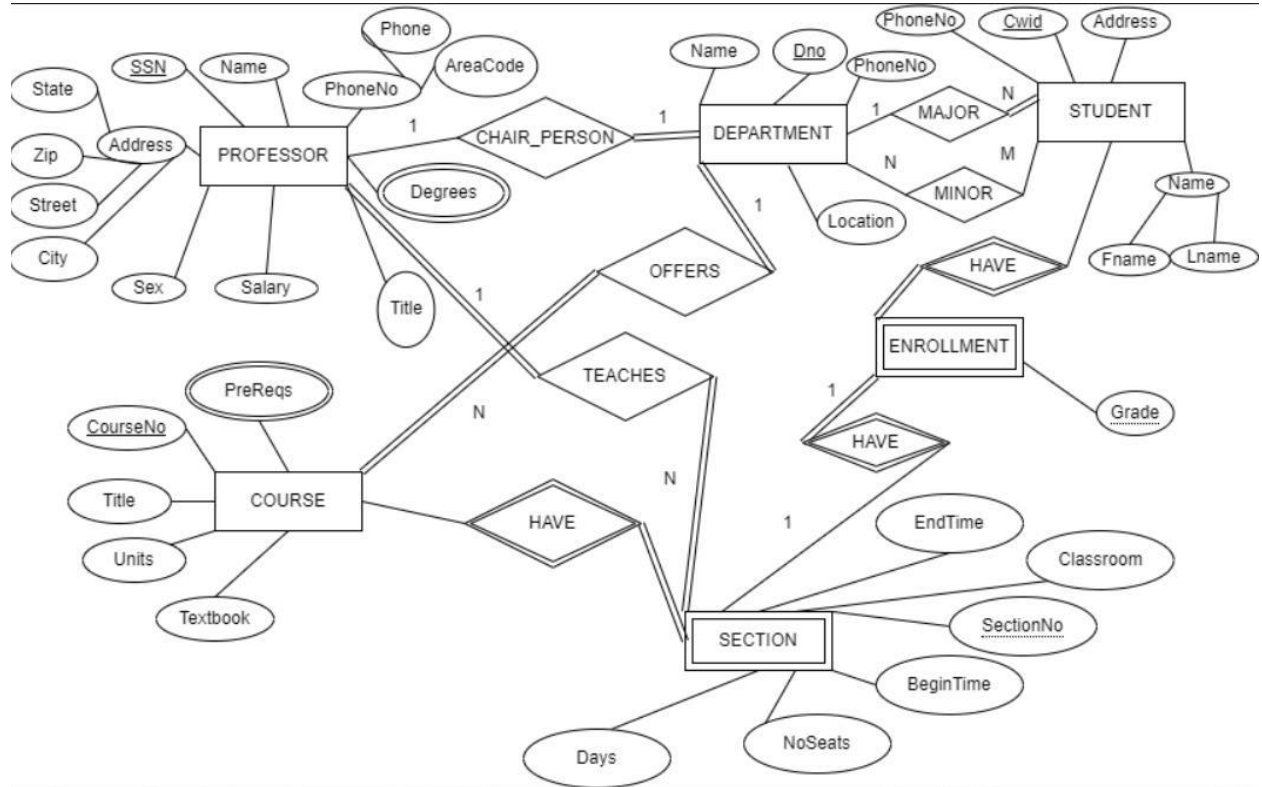 Phone
PhoneNo
Cwid
Address
SSN
Name
Name
Dno
AreaCode
PhoneNo
State
PhoneNo
1
N
MAJOR
STUDENT
1
CHAIR_PERSON
1
DEPARTMENT
Address
PROFESSOR
Zip
N
M
Degrees
MINOR
Name
Street
1
Location
City
OFFERS
HAVE
Fname
Lname
Sex
Salary
1
Title
ENROLLMENT
TEACHES
PreReqs
1
N
Grade
CourseNo
HAVE
N
Title
COURSE
HAVE
1
EndTime
Units
Classroom
Textbook
SectionNo
SECTION
BeginTime
Days
NoSeats